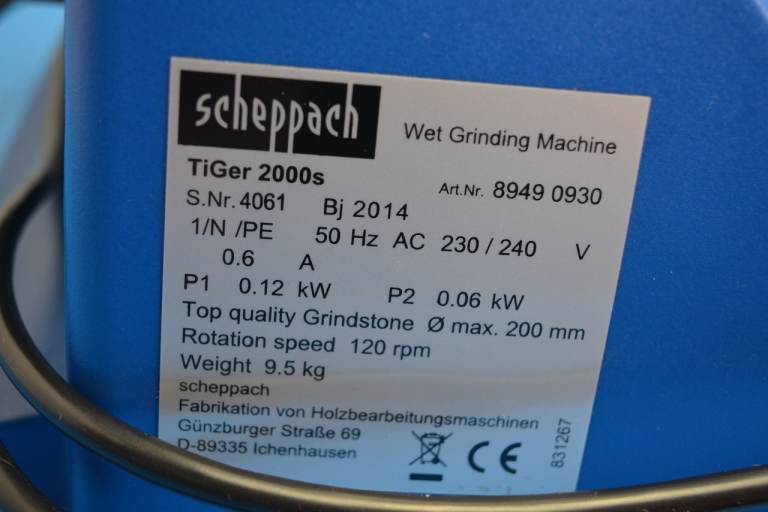 scheppach
Wet Grinding Machine
TiGer 2000s
Art.Nr. 8949 0930
S.Nr. 4061 Bj 2014
1/N /PE 50 Hz AC 230 / 240 V
0.6 A
P1 0.12 kW P2 0.06 kW
Top quality Grindstone Ø max. 200 mm
Rotation speed 120 rpm
Weight 9.5 kg
scheppach
Fabrikation von Holzbearbeitungsmaschinen
Günzburger Straße 69
D-89335 Ichenhausen
CE
831267